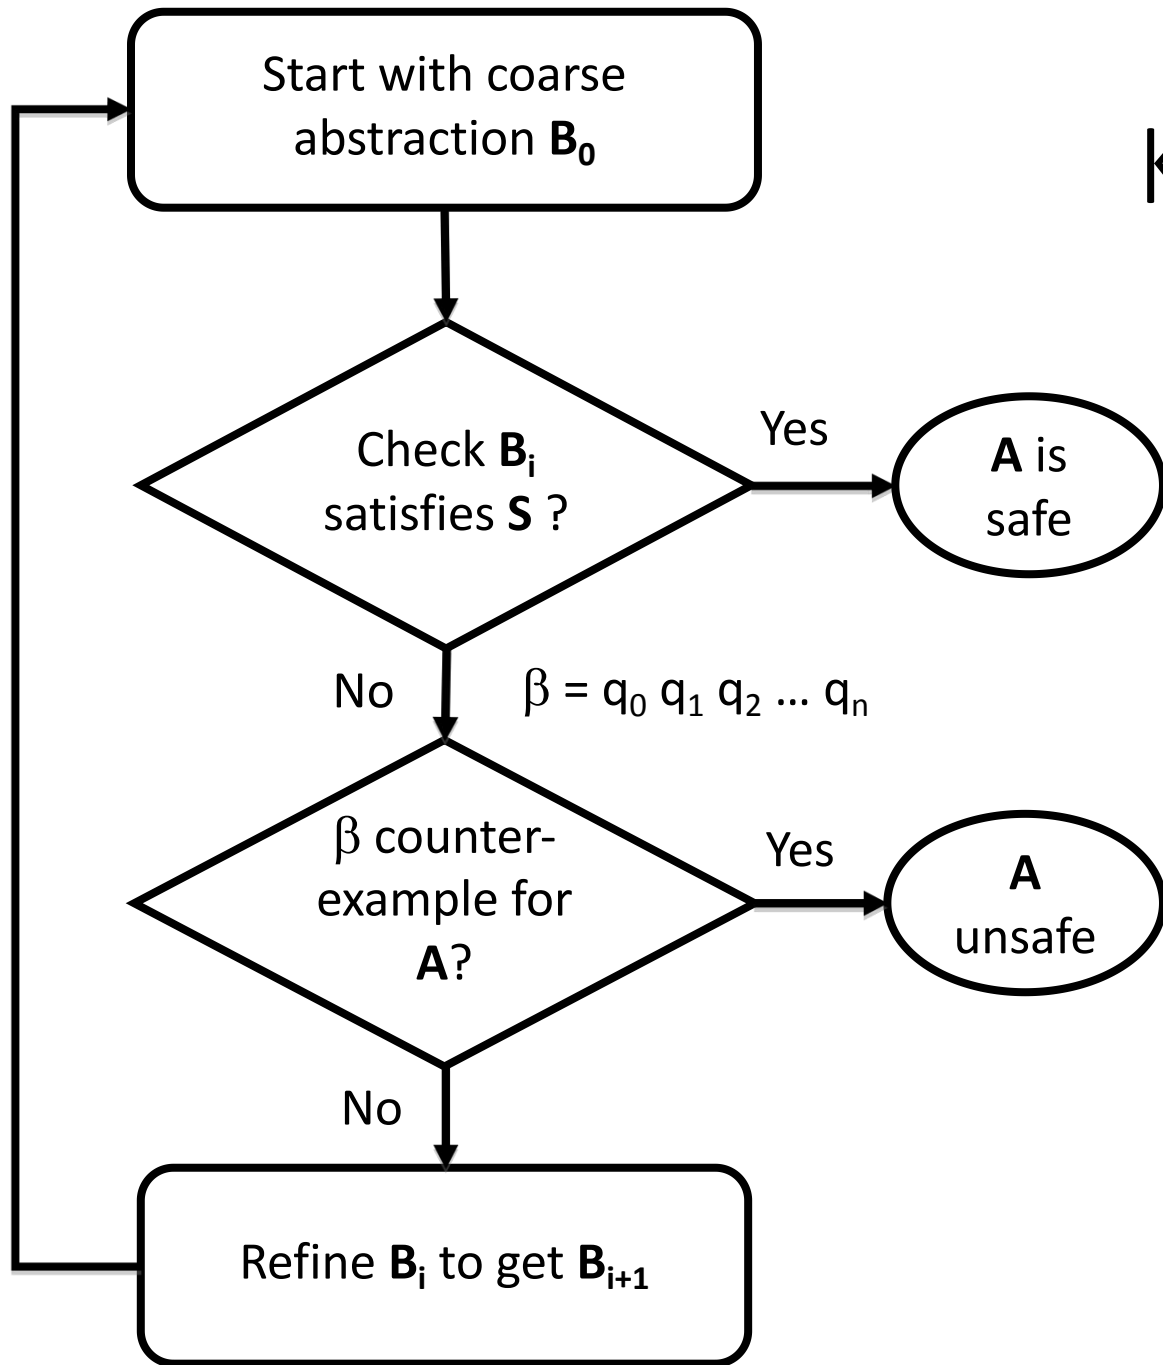 Start with coarse
abstraction B₀
Check Bᵢ
satisfies S ?
Yes
A is
safe
No
β = q₀ q₁ q₂ ... qₙ
β counter-
example for
A?
Yes
A
unsafe
No
Refine Bᵢ to get Bᵢ₊₁